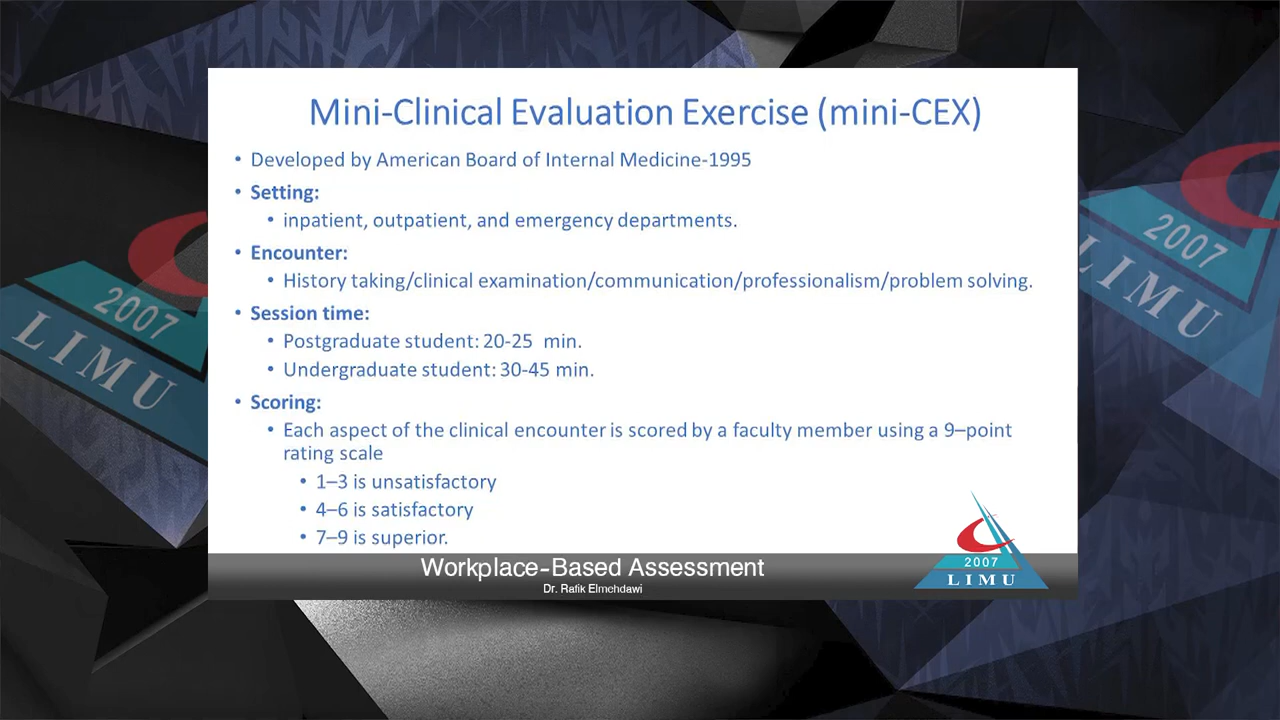 Mini-Clinical Evaluation Exercise (mini-CEX)
• Developed by American Board of Internal Medicine-1995
• Setting:
• inpatient, outpatient, and emergency departments.
• Encounter:
• History taking/clinical examination/communication/professionalism/problem solving.
• Session time:
• Postgraduate student: 20-25 min.
• Undergraduate student: 30-45 min.
• Scoring:
• Each aspect of the clinical encounter is scored by a faculty member using a 9–point
rating scale
• 1–3 is unsatisfactory
• 4–6 is satisfactory
• 7–9 is superior.
Workplace-Based Assessment
Dr. Rafik Elmehdawi
2007
LIMU
2007
LIMU
2007
LIMU